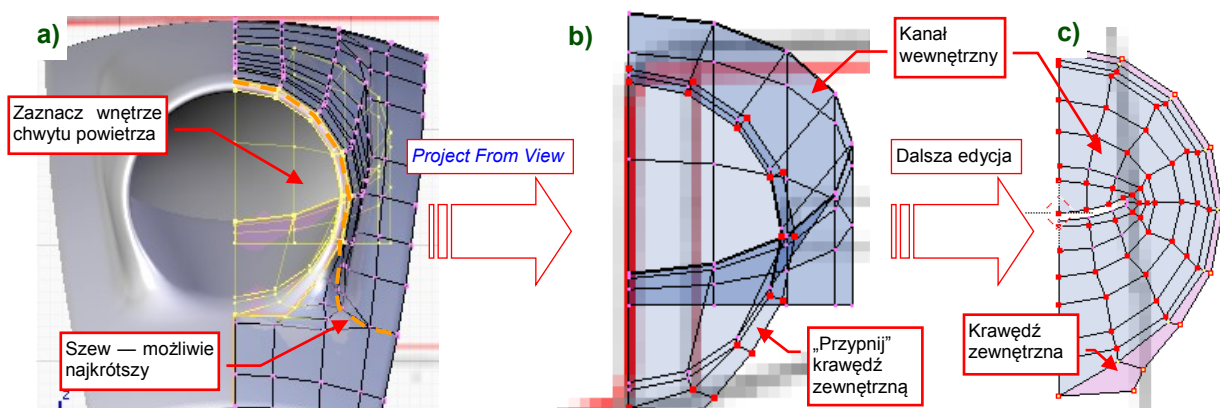 a)
Zaznacz wnętrze
chwytu powietrza
Szew — możliwie
najkrótszy
Project From View
b)
Kanał
wewnętrzny
„Przypnij”
krawędź
zewnętrzną
Dalsza edycja
c)
Krawędź
zewnętrzna
z